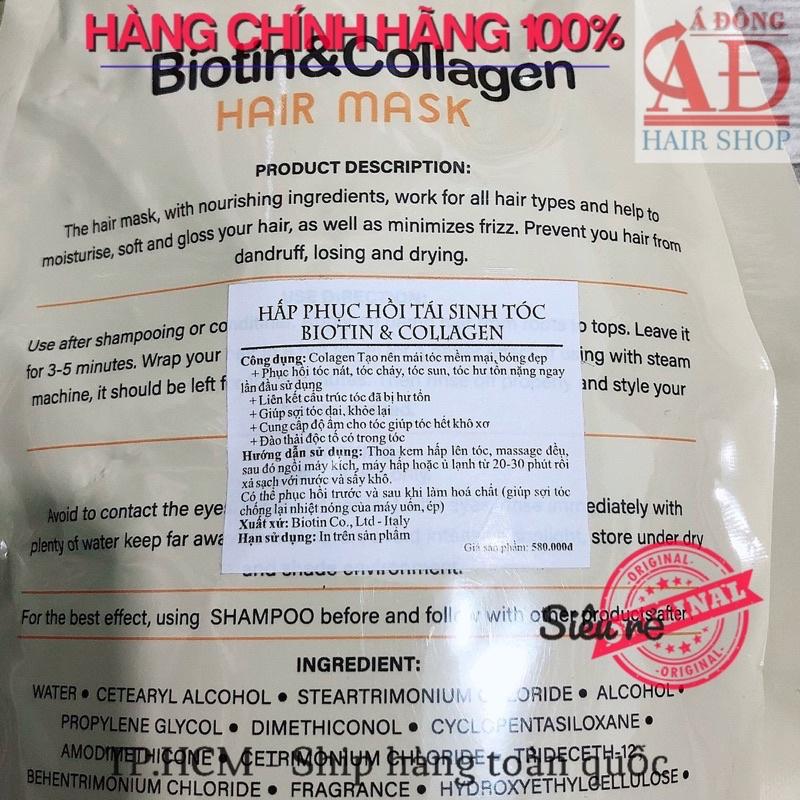 HÀNG CHÍNH HÃNG 100%
Á ĐÔNG
AĐ
HAIR SHOP
Biotin&Collagen
HAIR MASK
PRODUCT DESCRIPTION:
The hair mask, with nourishing ingredients, work for all hair types and help to
moisturise, soft and gloss your hair, as well as minimizes frizz. Prevent you hair from
dandruff, losing and drying.
Use after shampooing or co
to tops. Leave it
for 3-5 minutes. Wrap your
using with steam
machine, it should be left f
and style your
HẤP PHỤC HỒI TÁI SINH TÓC
BIOTIN & COLLAGEN
Công dụng: Colagen Tạo nên mái tóc mềm mại, bóng đẹp
+ Phục hồi tóc nát, tóc cháy, tóc sun, tóc hư tổn nặng ngay
lần đầu sử dụng
+ Liên kết cấu trúc tóc đã bị hư tổn
+ Giúp sợi tóc dai, khỏe lại
+ Cung cấp độ ẩm cho tóc giúp tóc hết khô xơ
+ Đào thải độc tố có trong tóc
Hướng dẫn sử dụng: Thoa kem hấp lên tóc, massage đều,
sau đó ngồi máy kích, máy hấp hoặc ủ lạnh từ 20-30 phút rồi
xả sạch với nước và sấy khô.
Có thể phục hồi trước và sau khi làm hoá chất (giúp sợi tóc
chống lại nhiệt nóng của máy uốn, ép)
Xuất xứ: Biotin Co., Ltd - Italy
Hạn sử dụng: In trên sản phẩm
Giá sản phẩm: 580.000đ
Avoid to contact the eye
immediately with
plenty of water keep far awa
store under dry
and shade environment.
For the best effect, using SHAMPOO before and follow with other products after
Siêu rẻ
ORIGINAL
ORIGINAL
ORIGINAL
INGREDIENT:
WATER • CETEARYL ALCOHOL • STEARTRIMONIUM CHLORIDE • ALCOHOL •
PROPYLENE GLYCOL • DIMETHICONOL • CYCLOPENTASILOXANE •
AMODIMETHICONE • CETRIMONIUM CHLORIDE • TRIDECETH-12
TP.HCM - Ship hàng toàn quốc
BEHENTRIMONIUM CHLORIDE • FRAGRANCE • HYDROXYETHYLCELLULOSE •